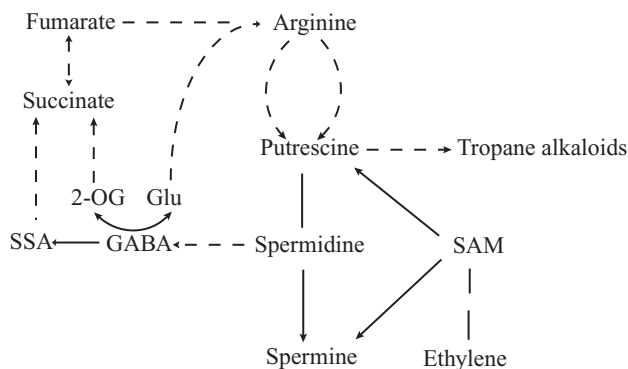 Fumarate
Arginine
Succinate
Putrescine
Tropane alkaloids
2-OG
Glu
SSA
GABA
Spermidine
SAM
Spermine
Ethylene